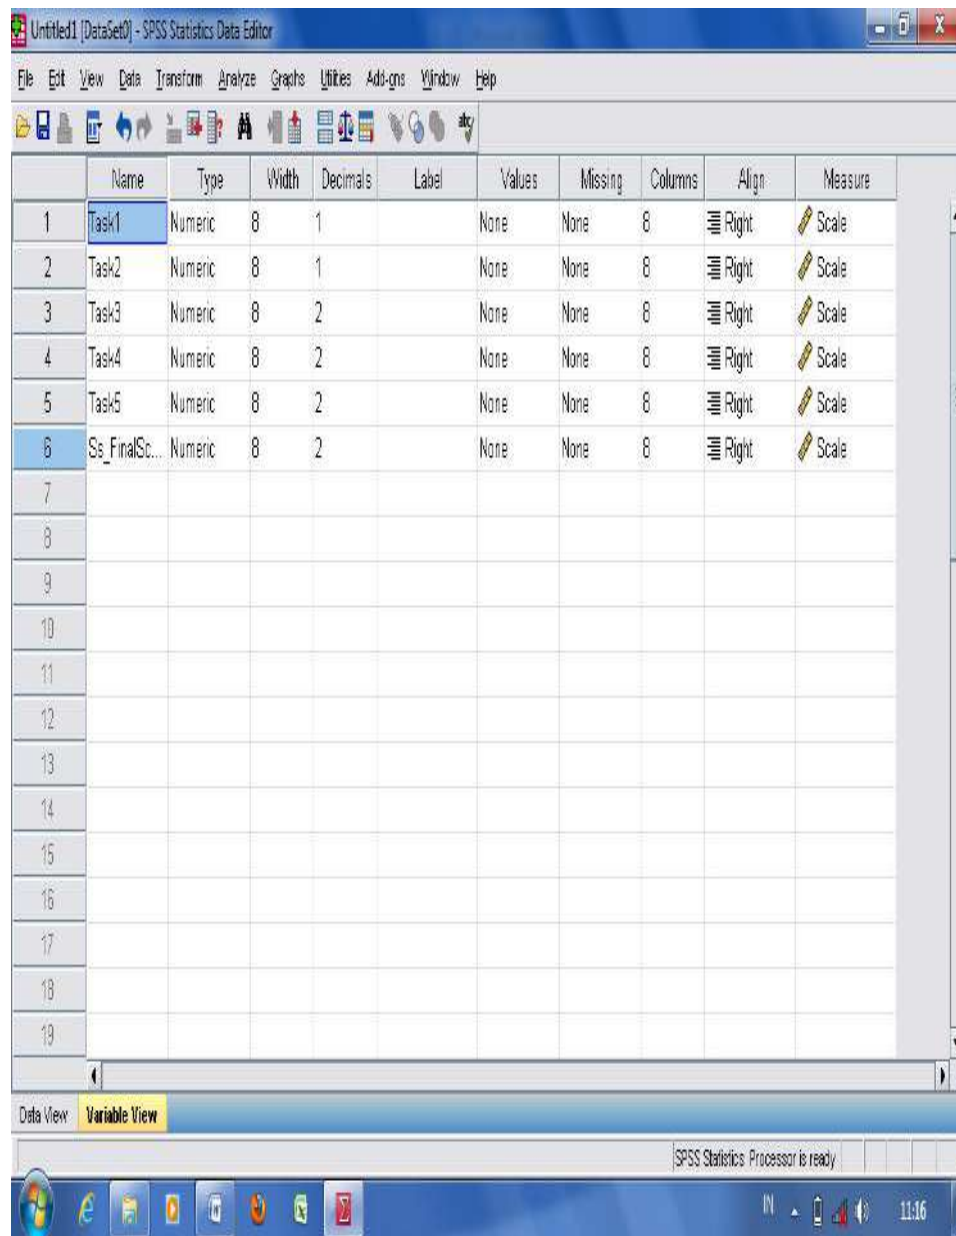 Untitled1 [DataSet0] - SPSS Statistics Data Editor
File Edit View Data Transform Analyze Graphs Utilities Add-ons Window Help
Name Type Width Decimals Label Values Missing Columns Align Measure
1 Task1 Numeric 8 1 None None 8 Right Scale
2 Task2 Numeric 8 1 None None 8 Right Scale
3 Task3 Numeric 8 2 None None 8 Right Scale
4 Task4 Numeric 8 2 None None 8 Right Scale
5 Task5 Numeric 8 2 None None 8 Right Scale
6 Ss_FinalSc... Numeric 8 2 None None 8 Right Scale
7
8
9
10
11
12
13
14
15
16
17
18
19
Data View Variable View
SPSS Statistics Processor is ready
IN 11:16